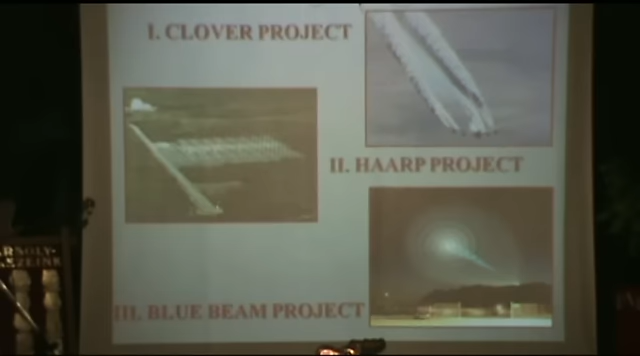 I. CLOVER PROJECT
II. HAARP PROJECT
III. BLUE BEAM PROJECT